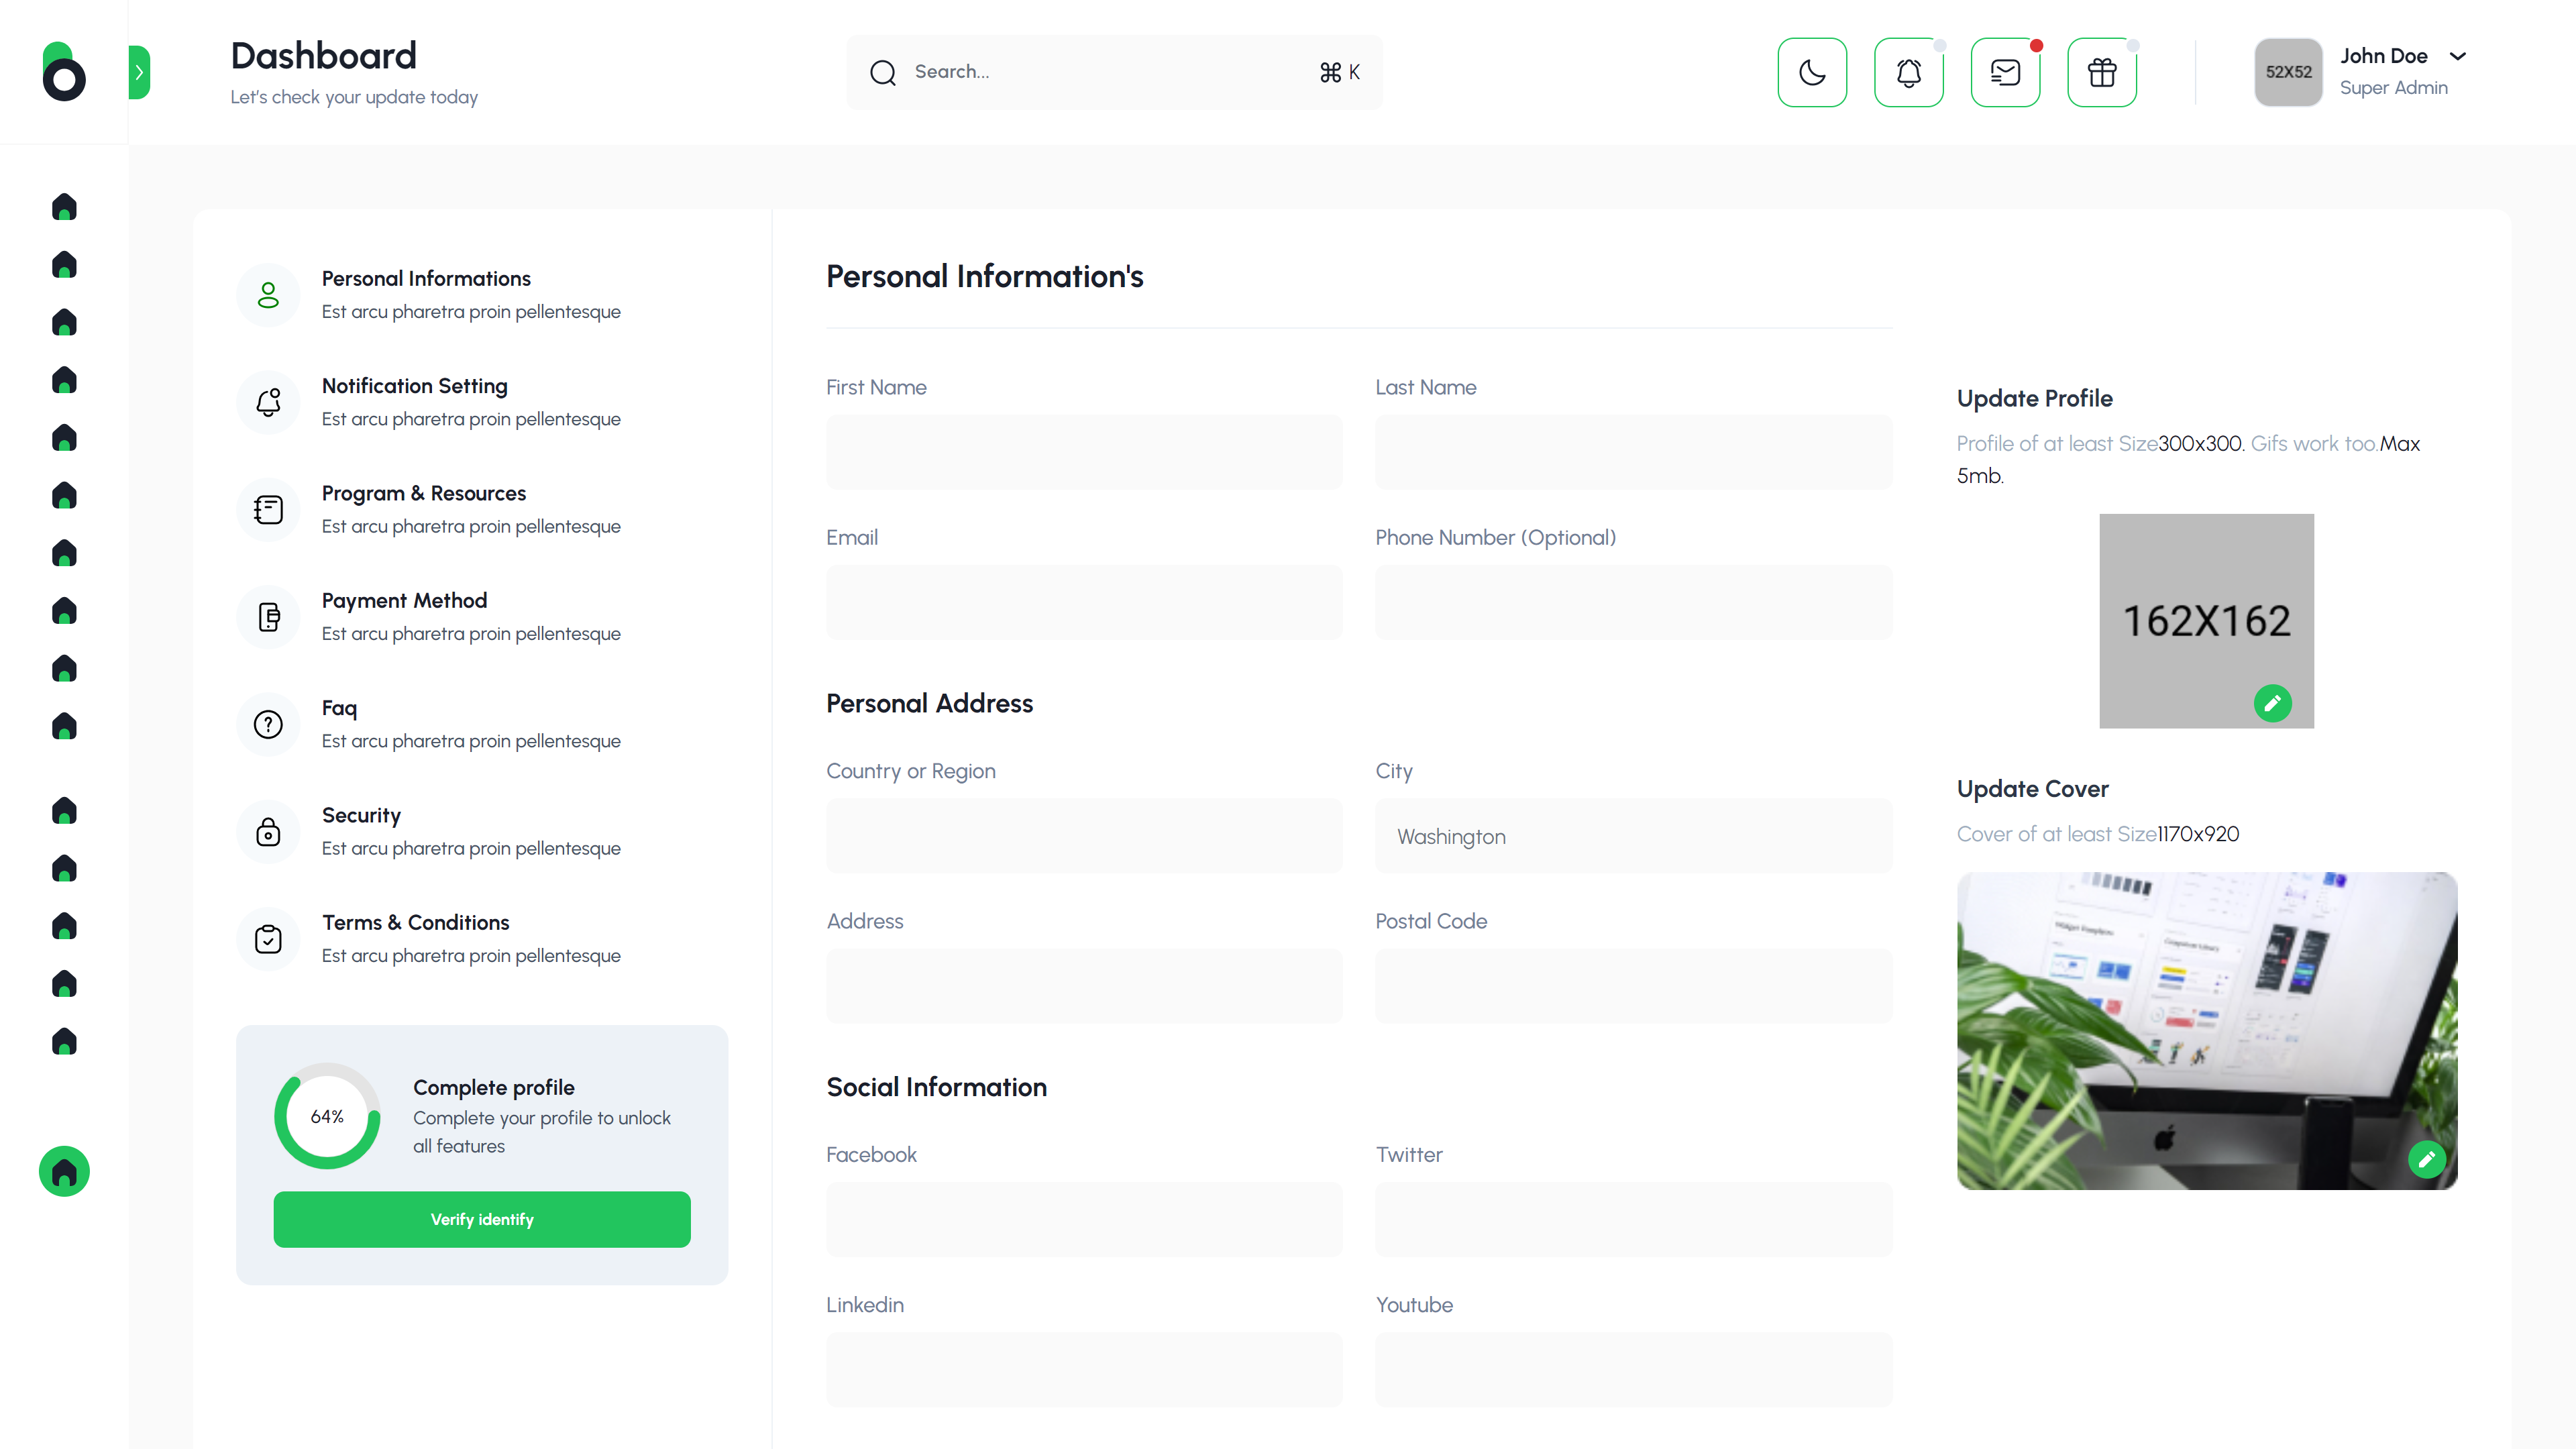 Dashboard
Let's check your update today
Search...
⌘ K
52X52
John Doe
Super Admin
Personal Informations
Est arcu pharetra proin pellentesque
Notification Setting
Est arcu pharetra proin pellentesque
Program & Resources
Est arcu pharetra proin pellentesque
Payment Method
Est arcu pharetra proin pellentesque
Faq
Est arcu pharetra proin pellentesque
Security
Est arcu pharetra proin pellentesque
Terms & Conditions
Est arcu pharetra proin pellentesque
64%
Complete profile
Complete your profile to unlock
all features
Verify identify
Personal Information's
First Name
Last Name
Email
Phone Number (Optional)
Personal Address
Country or Region
City
Washington
Address
Postal Code
Social Information
Facebook
Twitter
Linkedin
Youtube
Update Profile
Profile of at least Size300x300. Gifs work too.Max
5mb.
162X162
Update Cover
Cover of at least Size1170x920